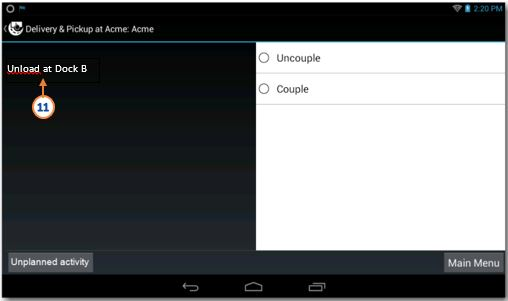 2:20 PM
Delivery & Pickup at Acme: Acme
Unload at Dock B
11
Uncouple
Couple
Unplanned activity
Main Menu